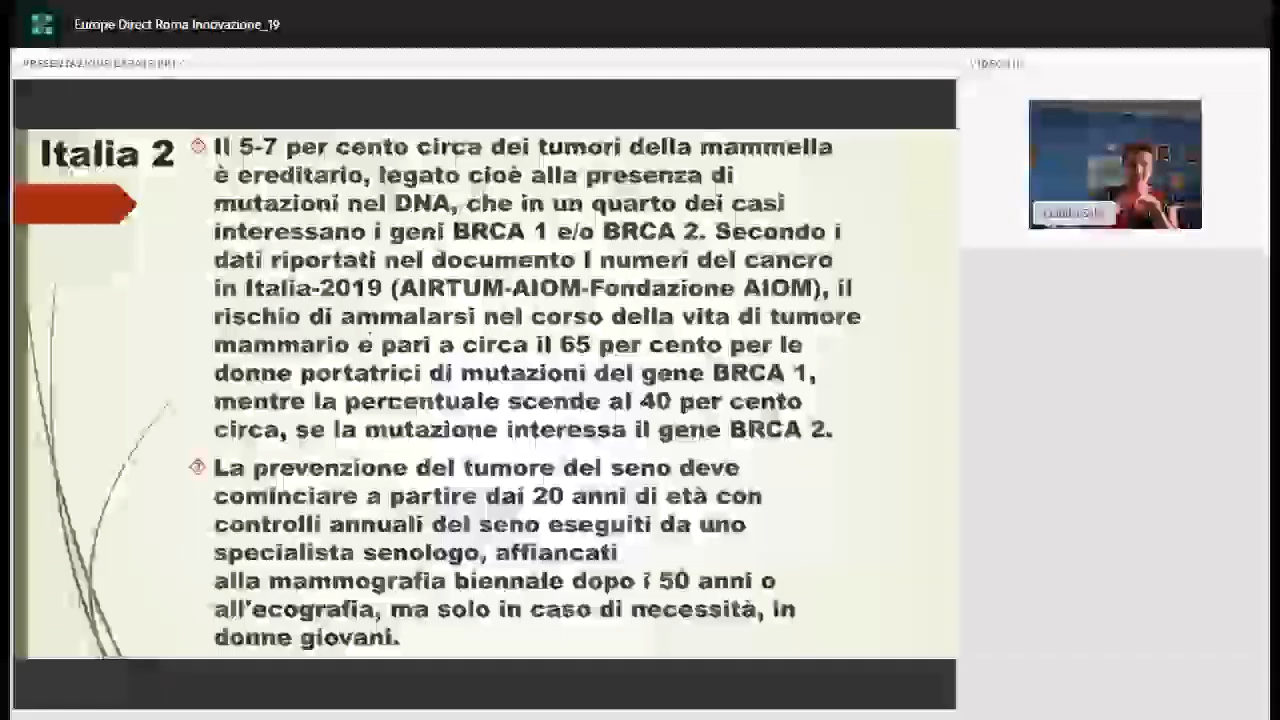 Europe Direct Roma Innovazione_19
Italia 2
Il 5-7 per cento circa dei tumori della mammella
è ereditario, legato cioè alla presenza di
mutazioni nel DNA, che in un quarto dei casi
interessano i geni BRCA 1 e/o BRCA 2. Secondo i
dati riportati nel documento I numeri del cancro
in Italia-2019 (AIRTUM-AIOM-Fondazione AIOM), il
rischio di ammalarsi nel corso della vita di tumore
mammario è pari a circa il 65 per cento per le
donne portatrici di mutazioni del gene BRCA 1,
mentre la percentuale scende al 40 per cento
circa, se la mutazione interessa il gene BRCA 2.
La prevenzione del tumore del seno deve
cominciare a partire dai 20 anni di età con
controlli annuali del seno eseguiti da uno
specialista senologo, affiancati
alla mammografia biennale dopo i 50 anni o
all'ecografia, ma solo in caso di necessità, in
donne giovani.